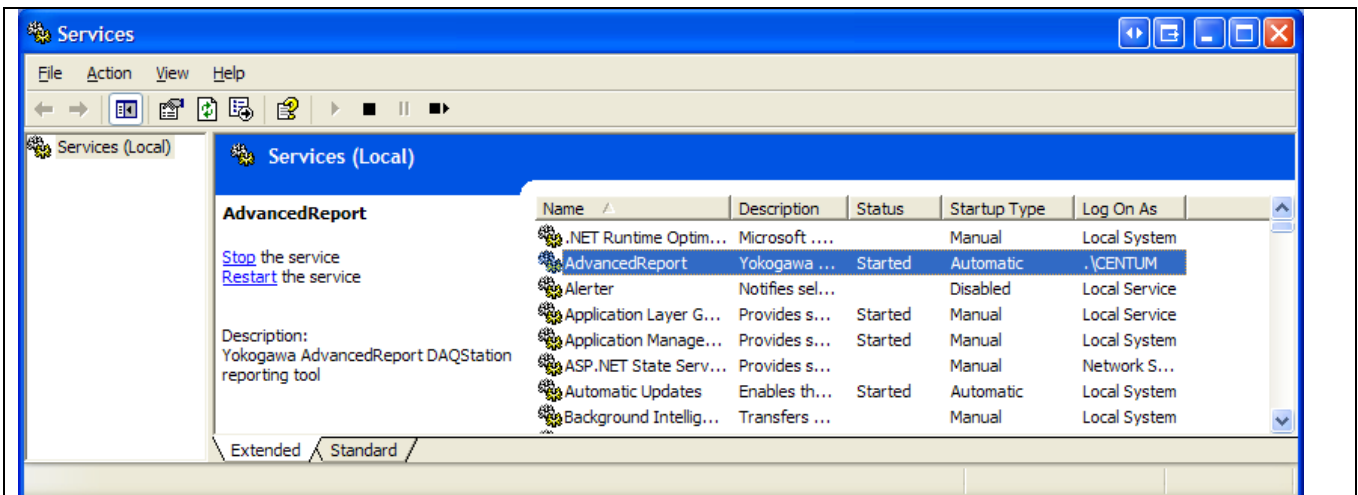 Services
File Action View Help
Services (Local)
Services (Local)
AdvancedReport
Stop the service
Restart the service
Description:
Yokogawa AdvancedReport DAQStation
reporting tool
Name Description Status Startup Type Log On As
.NET Runtime Optim... Microsoft .... Manual Local System
AdvancedReport Yokogawa ... Started Automatic .\CENTUM
Alerter Notifies sel... Disabled Local Service
Application Layer G... Provides s... Started Manual Local Service
Application Manage... Provides s... Started Manual Local System
ASP.NET State Serv... Provides s... Manual Network S...
Automatic Updates Enables th... Started Automatic Local System
Background Intellig... Transfers ... Manual Local System
Extended Standard